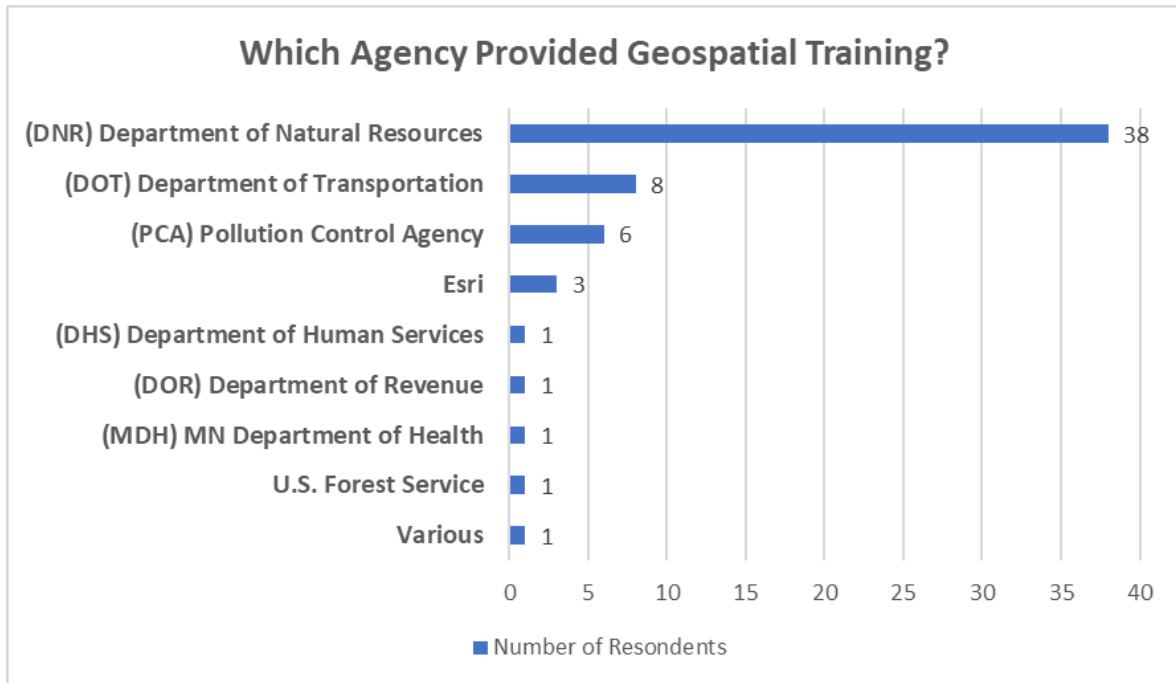 Which Agency Provided Geospatial Training?
(DNR) Department of Natural Resources 38
(DOT) Department of Transportation 8
(PCA) Pollution Control Agency 6
Esri 3
(DHS) Department of Human Services 1
(DOR) Department of Revenue 1
(MDH) MN Department of Health 1
U.S. Forest Service 1
Various 1
0 5 10 15 20 25 30 35 40
Number of Resondents